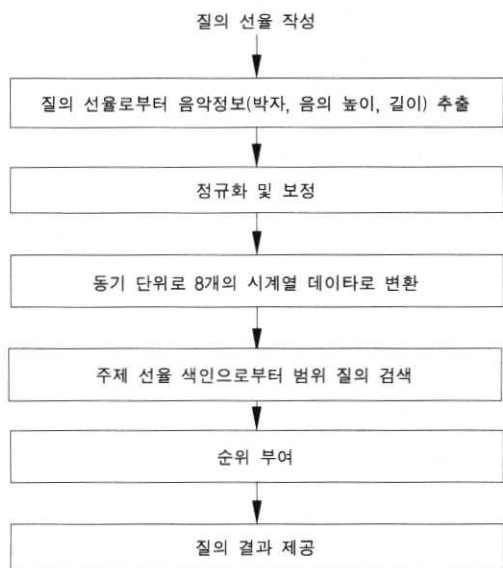 질의 선율 작성
질의 선율로부터 음악정보(박자, 음의 높이, 길이) 추출
정규화 및 보정
동기 단위로 8개의 시계열 데이타로 변환
주제 선율 색인으로부터 범위 질의 검색
순위 부여
질의 결과 제공